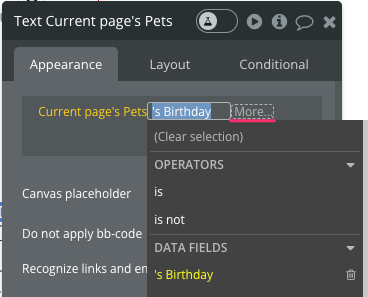 Text Current page's Pets
Appearance
Layout
Conditional
Current page's Pets 's Birthday More...
(Clear selection)
OPERATORS
Canvas placeholder
is
is not
Do not apply bb-code
DATA FIELDS
Recognize links and em
's Birthday